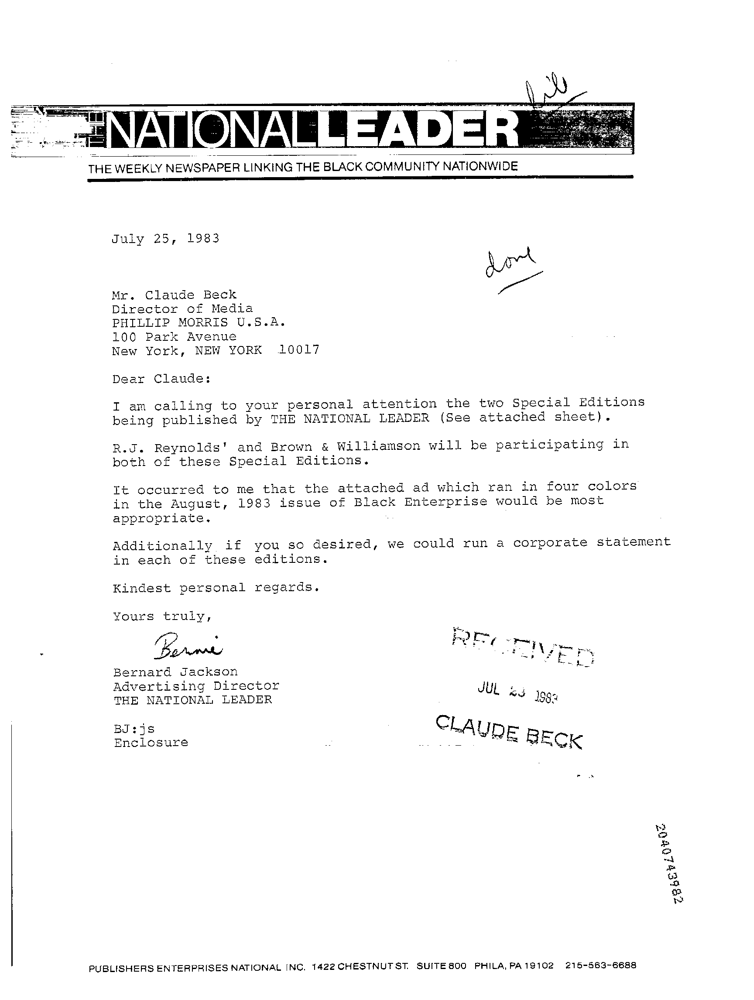 THE NATIONAL LEADER
THE WEEKLY NEWSPAPER LINKING THE BLACK COMMUNITY NATIONWIDE
July 25, 1983
done
Mr. Claude Beck
Director of Media
PHILLIP MORRIS U.S.A.
100 Park Avenue
New York, NEW YORK 10017
Dear Claude:
I am calling to your personal attention the two Special Editions
being published by THE NATIONAL LEADER (See attached sheet).
R.J. Reynolds' and Brown & Williamson will be participating in
both of these Special Editions.
It occurred to me that the attached ad which ran in four colors
in the August, 1983 issue of Black Enterprise would be most
appropriate.
Additionally if you so desired, we could run a corporate statement
in each of these editions.
Kindest personal regards.
Yours truly,
Bernie
Bernard Jackson
Advertising Director
THE NATIONAL LEADER
BJ:js
Enclosure
RECEIVED
JUL 1983
CLAUDE BECK
2040743982
PUBLISHERS ENTERPRISES NATIONAL INC. 1422 CHESTNUT ST. SUITE 800 PHILA, PA 19102 215-563-6688